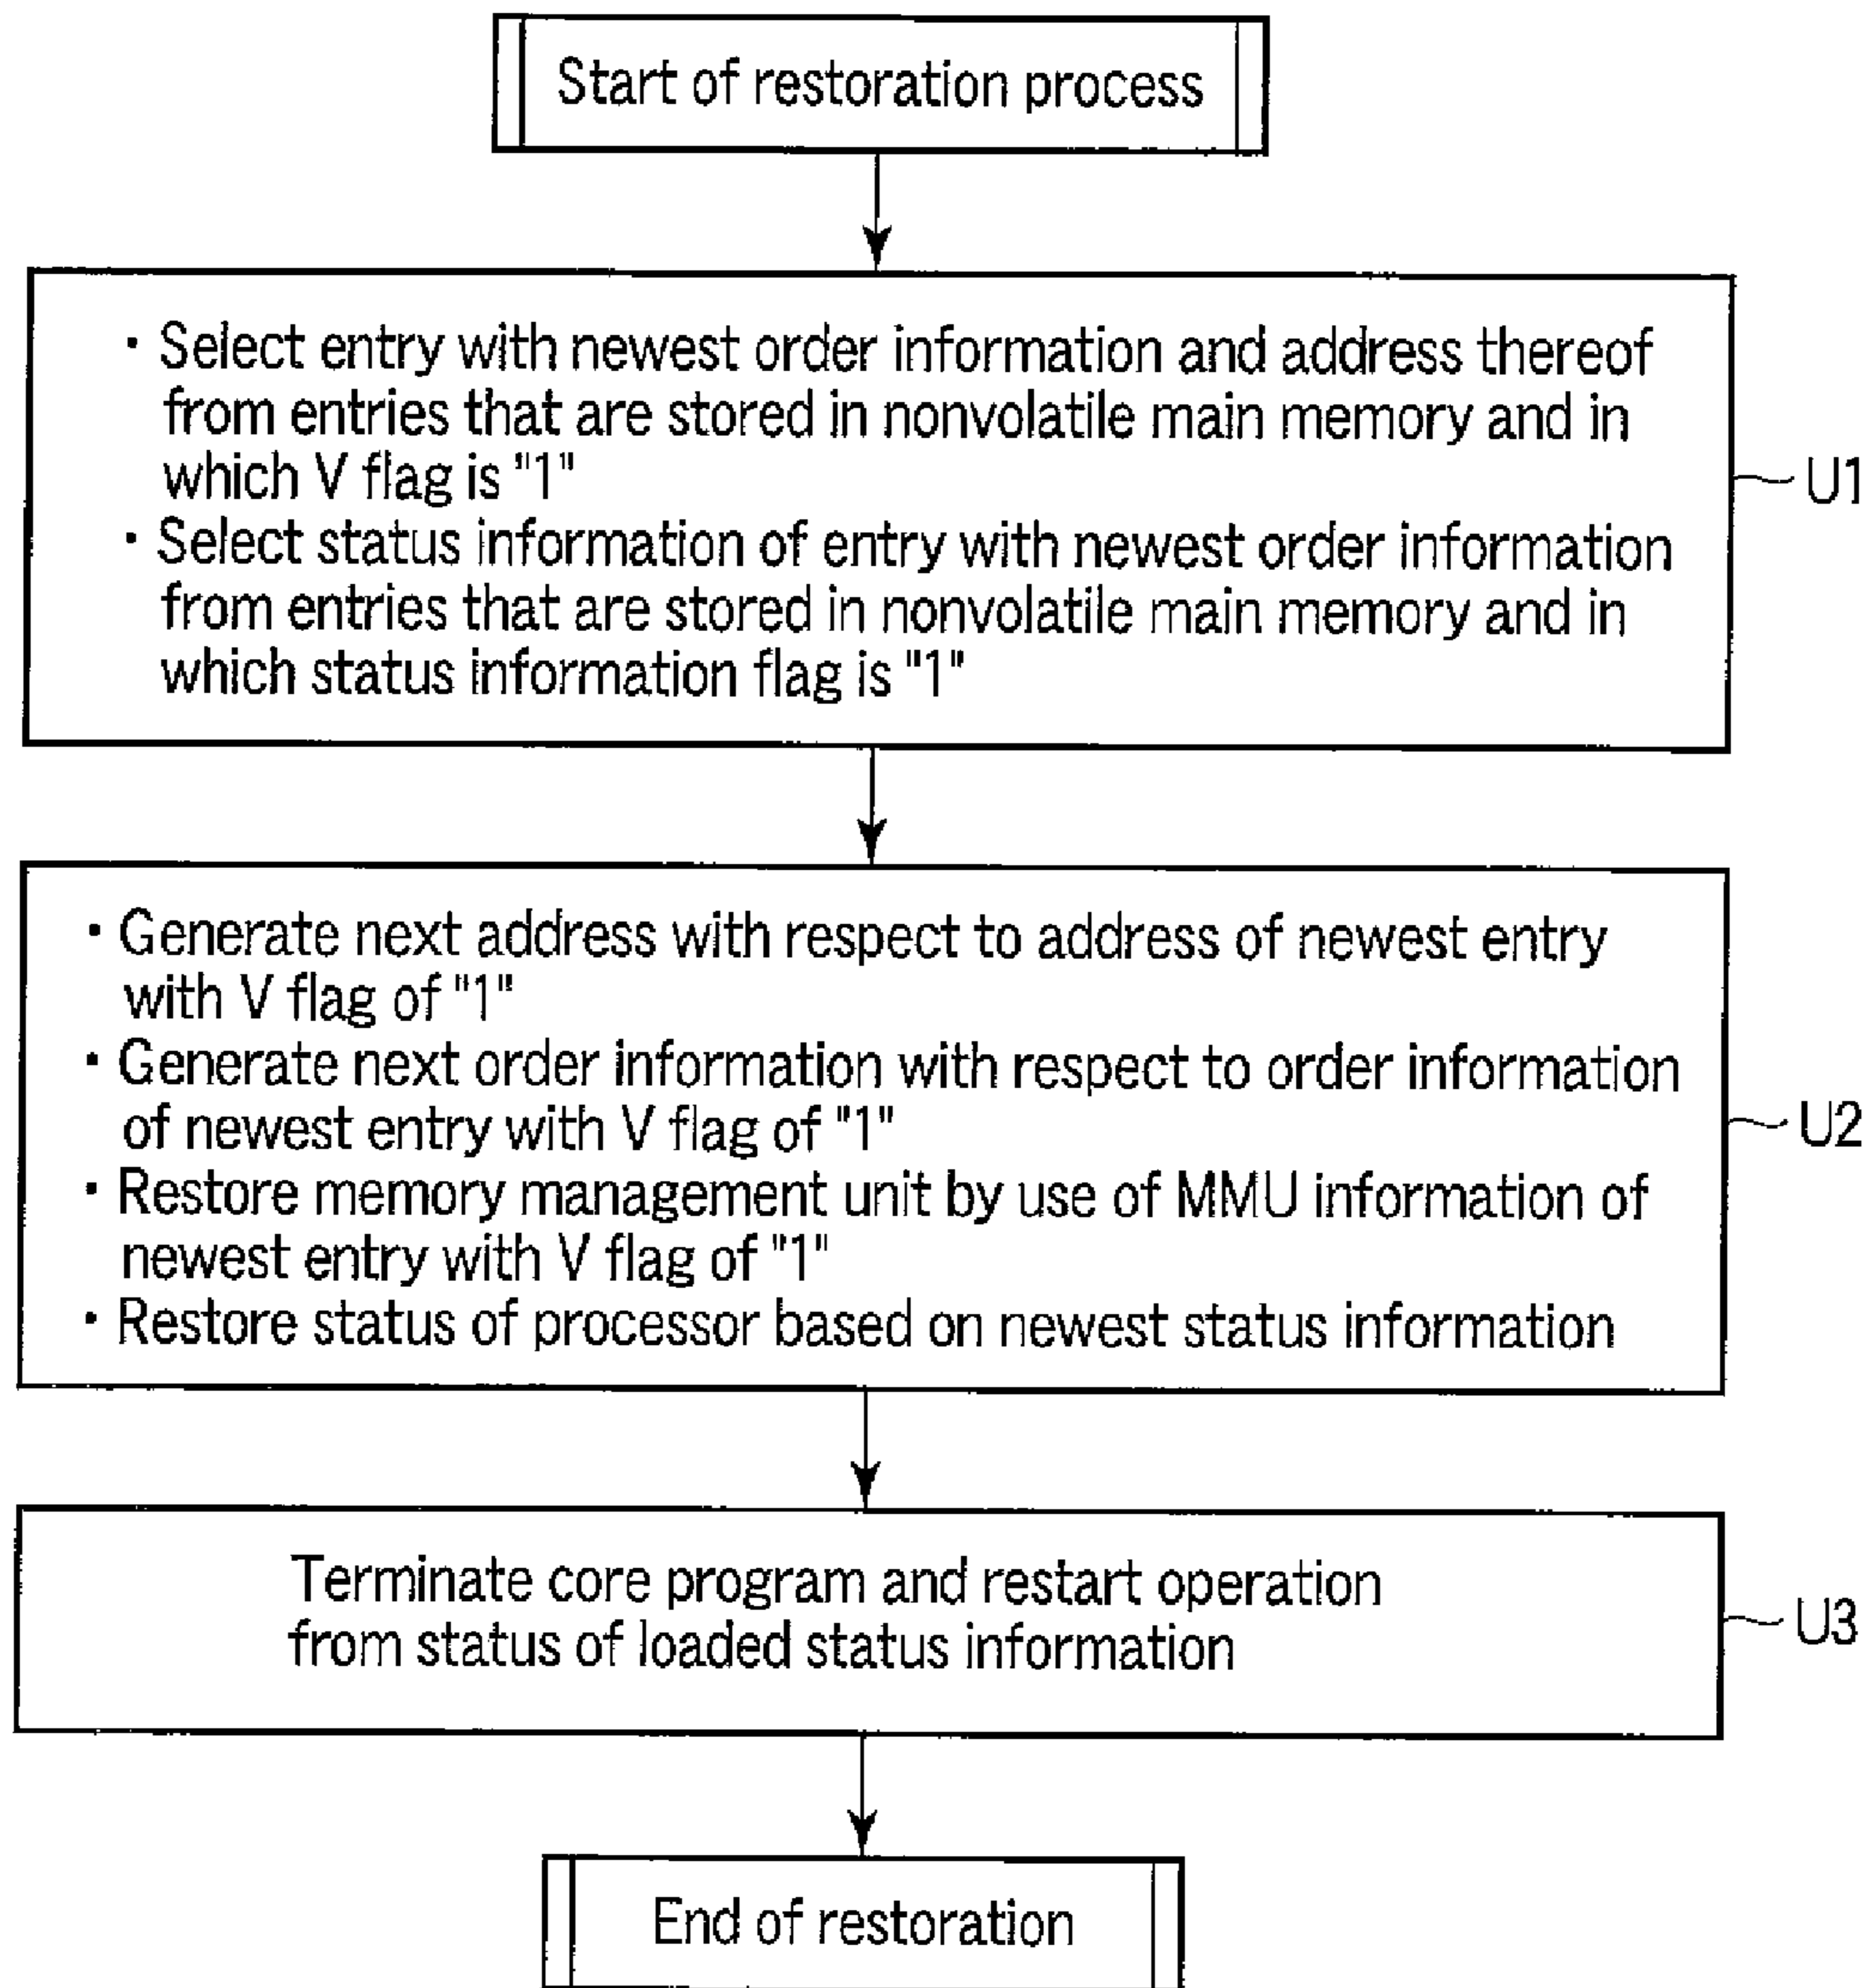 Start of restoration process
· Select entry with newest order information and address thereof
from entries that are stored in nonvolatile main memory and in
which V flag is "1"
· Select status information of entry with newest order information
from entries that are stored in nonvolatile main memory and in
which status information flag is "1"
U1
· Generate next address with respect to address of newest entry
with V flag of "1"
· Generate next order information with respect to order information
of newest entry with V flag of "1"
· Restore memory management unit by use of MMU information of
newest entry with V flag of "1"
· Restore status of processor based on newest status information
U2
Terminate core program and restart operation
from status of loaded status information
U3
End of restoration